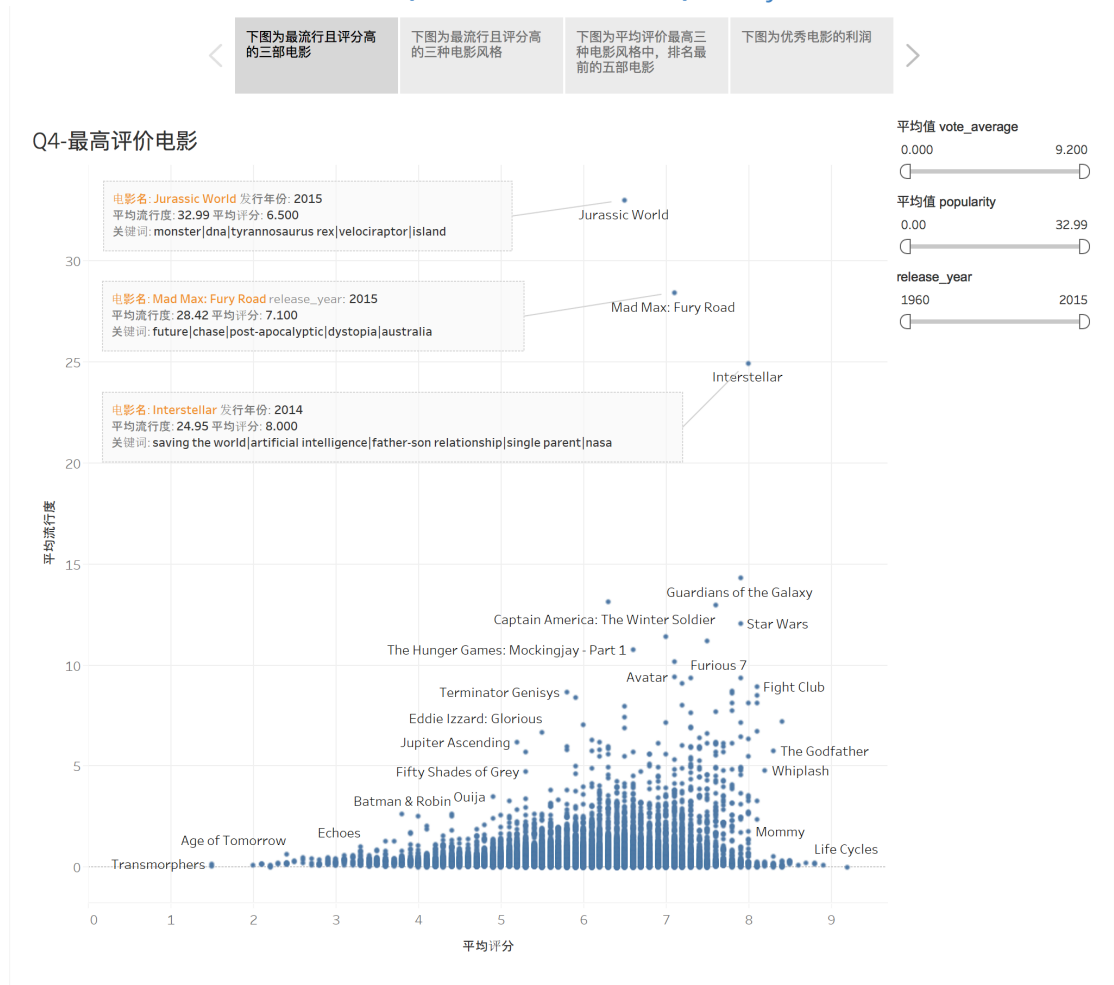 下图为最流行且评分高
的三部电影
下图为最流行且评分高
的三种电影风格
下图为平均评价最高三
种电影风格中，排名最
前的五部电影
下图为优秀电影的利润
Q4-最高评价电影
平均值 vote_average
0.000 9.200
平均值 popularity
0.00 32.99
release_year
1960 2015
电影名: Jurassic World 发行年份: 2015
平均流行度: 32.99 平均评分: 6.500
关键词: monster|dna|tyrannosaurus rex|velociraptor|island
Jurassic World
电影名: Mad Max: Fury Road release_year: 2015
平均流行度: 28.42 平均评分: 7.100
关键词: future|chase|post-apocalyptic|dystopia|australia
Mad Max: Fury Road
Interstellar
电影名: Interstellar 发行年份: 2014
平均流行度: 24.95 平均评分: 8.000
关键词: saving the world|artificial intelligence|father-son relationship|single parent|nasa
平均流行度
30
25
20
15
10
5
0
Guardians of the Galaxy
Captain America: The Winter Soldier
Star Wars
The Hunger Games: Mockingjay - Part 1
Furious 7
Avatar
Fight Club
Terminator Genisys
Eddie Izzard: Glorious
Jupiter Ascending
The Godfather
Fifty Shades of Grey
Whiplash
Batman & Robin
Ouija
Echoes
Mommy
Age of Tomorrow
Life Cycles
Transmorphers
0 1 2 3 4 5 6 7 8 9
平均评分